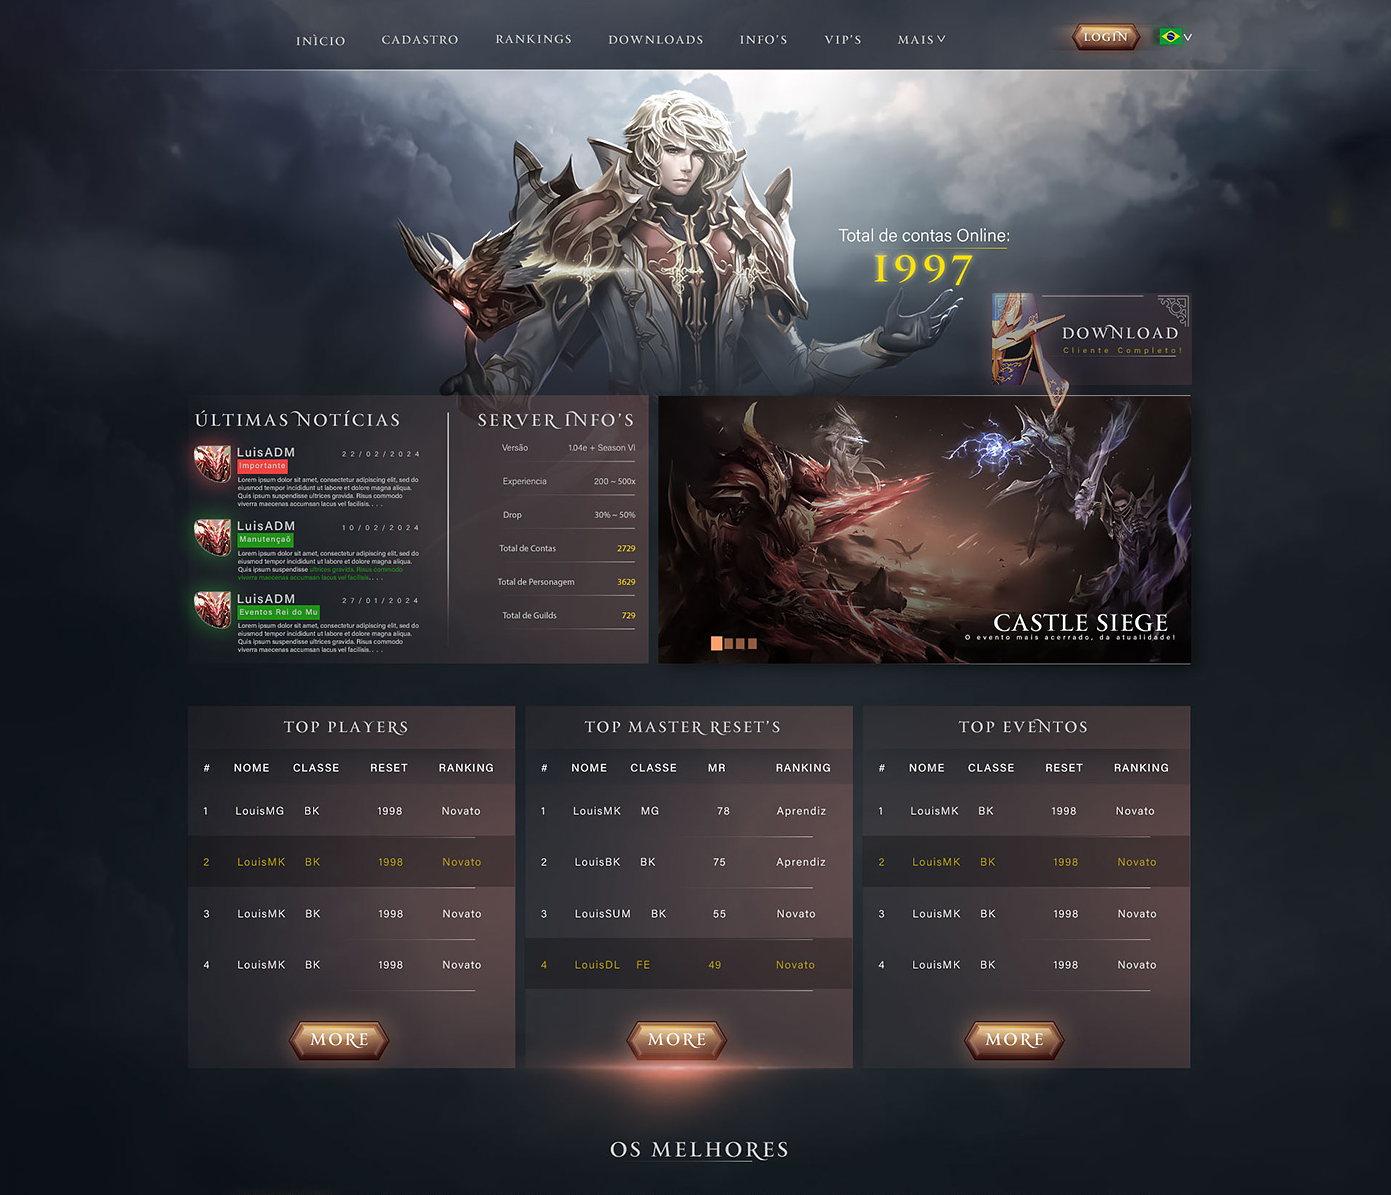 INÌCIO CADASTRO RANKINGS DOWNLOADS INFO'S VIP'S MAIS LOGIN
Total de contas Online:
1997
DOWNLOAD
Cliente Completo!
ÚLTIMAS NOTÍCIAS
LuisADM 22/02/2024
Importante
Lorem ipsum dolor sit amet, consectetur adipiscing elit, sed do
eiusmod tempor incididunt ut labore et dolore magna aliqua.
Quis ipsum suspendisse ultrices gravida. Risus commodo
viverra maecenas accumsan lacus vel facilisis. . . .
LuisADM 10/02/2024
Manutençaõ
Lorem ipsum dolor sit amet, consectetur adipiscing elit, sed do
eiusmod tempor incididunt ut labore et dolore magna aliqua.
Quis ipsum suspendisse ultrices gravida. Risus commodo
viverra maecenas accumsan lacus vel facilisis. . . .
LuisADM 27/01/2024
Eventos Rei do Mu
Lorem ipsum dolor sit amet, consectetur adipiscing elit, sed do
eiusmod tempor incididunt ut labore et dolore magna aliqua.
Quis ipsum suspendisse ultrices gravida. Risus commodo
viverra maecenas accumsan lacus vel facilisis. . . .
SERVER INFO'S
Versão 1.04e + Season Vi
Experiencia 200 ~ 500x
Drop 30% ~ 50%
Total de Contas 2729
Total de Personagem 3629
Total de Guilds 729
CASTLE SIEGE
O evento mais acerrado, da atualidade!
TOP PLAYERS
# NOME CLASSE RESET RANKING
1 LouisMG BK 1998 Novato
2 LouisMK BK 1998 Novato
3 LouisMK BK 1998 Novato
4 LouisMK BK 1998 Novato
MORE
TOP MASTER RESET'S
# NOME CLASSE MR RANKING
1 LouisMK MG 78 Aprendiz
2 LouisBK BK 75 Aprendiz
3 LouisSUM BK 55 Novato
4 LouisDL FE 49 Novato
MORE
TOP EVENTOS
# NOME CLASSE RESET RANKING
1 LouisMK BK 1998 Novato
2 LouisMK BK 1998 Novato
3 LouisMK BK 1998 Novato
4 LouisMK BK 1998 Novato
MORE
OS MELHORES